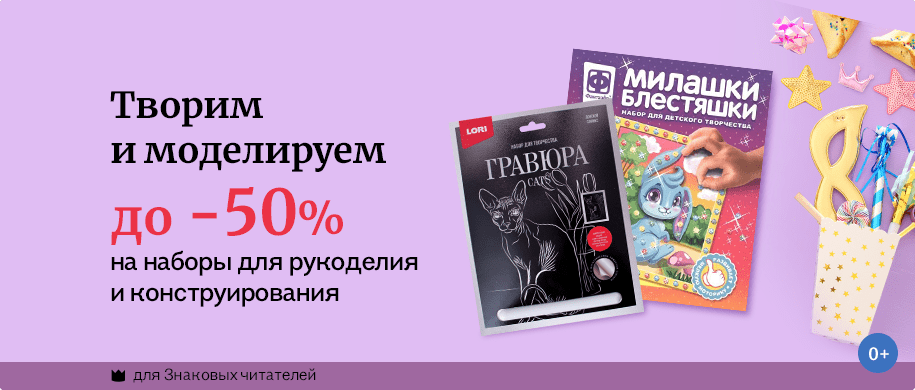 Творим
и моделируем
до -50%
на наборы для рукоделия
и конструирования
для Знаковых читателей
LORI
НАБОР ДЛЯ ТВОРЧЕСТВА
ГРАВЮРА
CATS
МИЛАШКИ
БЛЕСТЯШКИ
НАБОР ДЛЯ ДЕТСКОГО ТВОРЧЕСТВА
0+